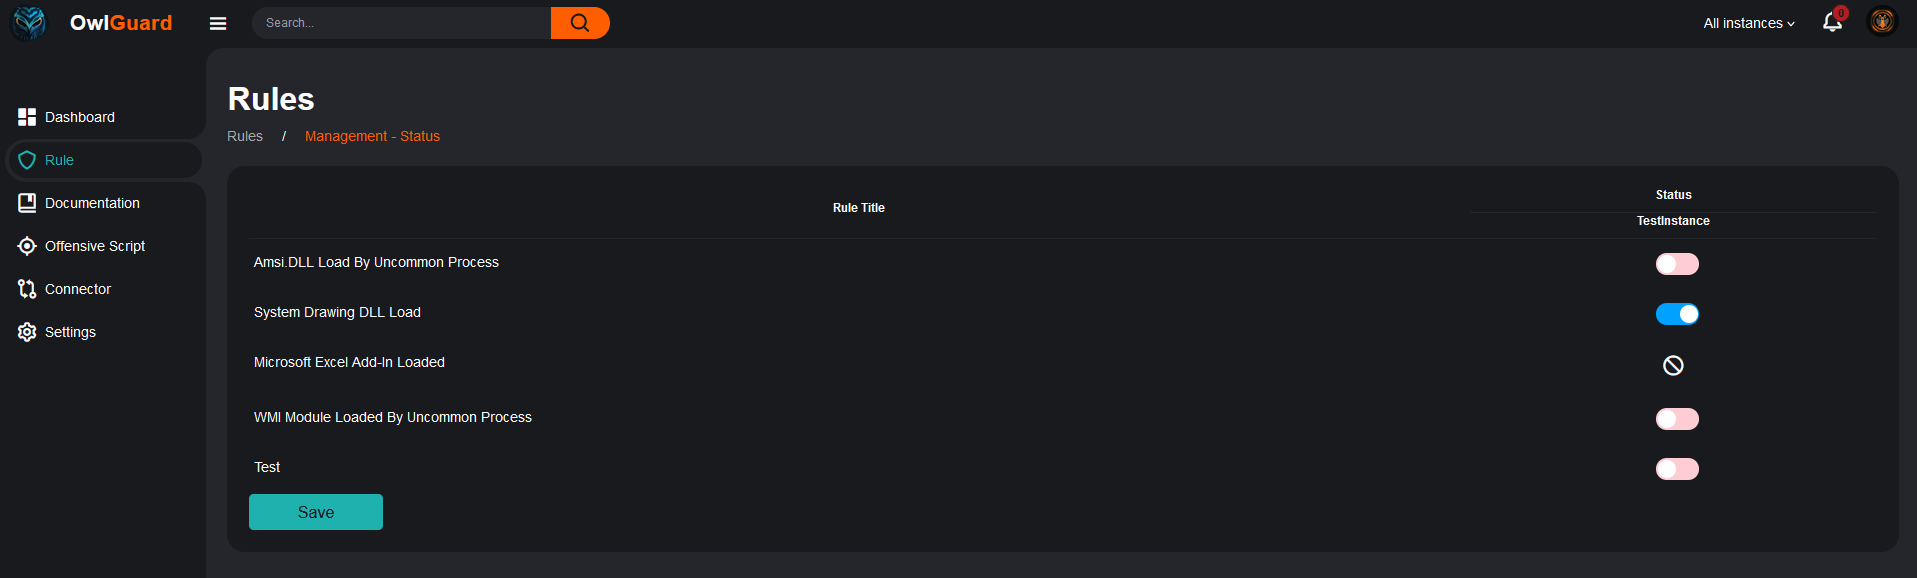 OwlGuard
Search...
All instances
0
Dashboard
Rule
Documentation
Offensive Script
Connector
Settings
Rules
Rules / Management - Status
Rule Title
Status
TestInstance
Amsi.DLL Load By Uncommon Process
System Drawing DLL Load
Microsoft Excel Add-In Loaded
WMI Module Loaded By Uncommon Process
Test
Save